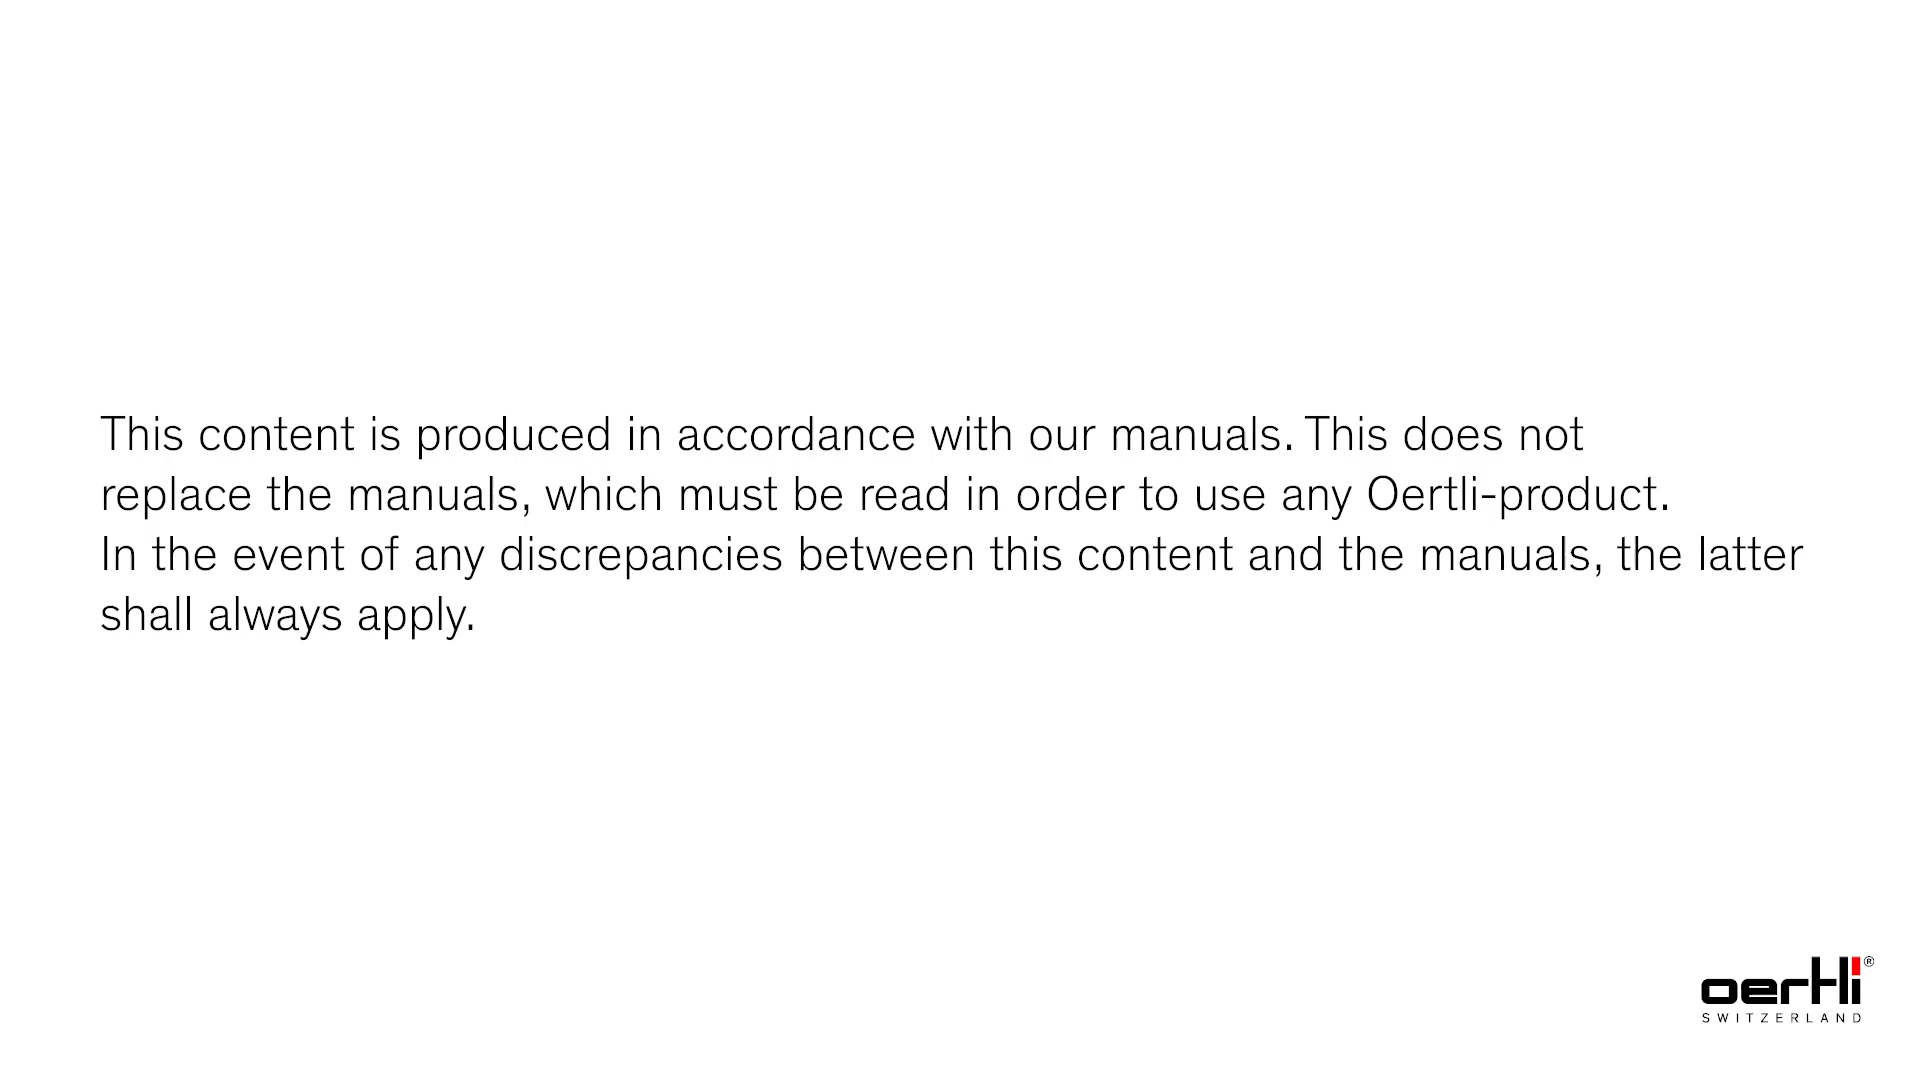 This content is produced in accordance with our manuals. This does not
replace the manuals, which must be read in order to use any Oertli-product.
In the event of any discrepancies between this content and the manuals, the latter
shall always apply.
oertli®
SWITZERLAND